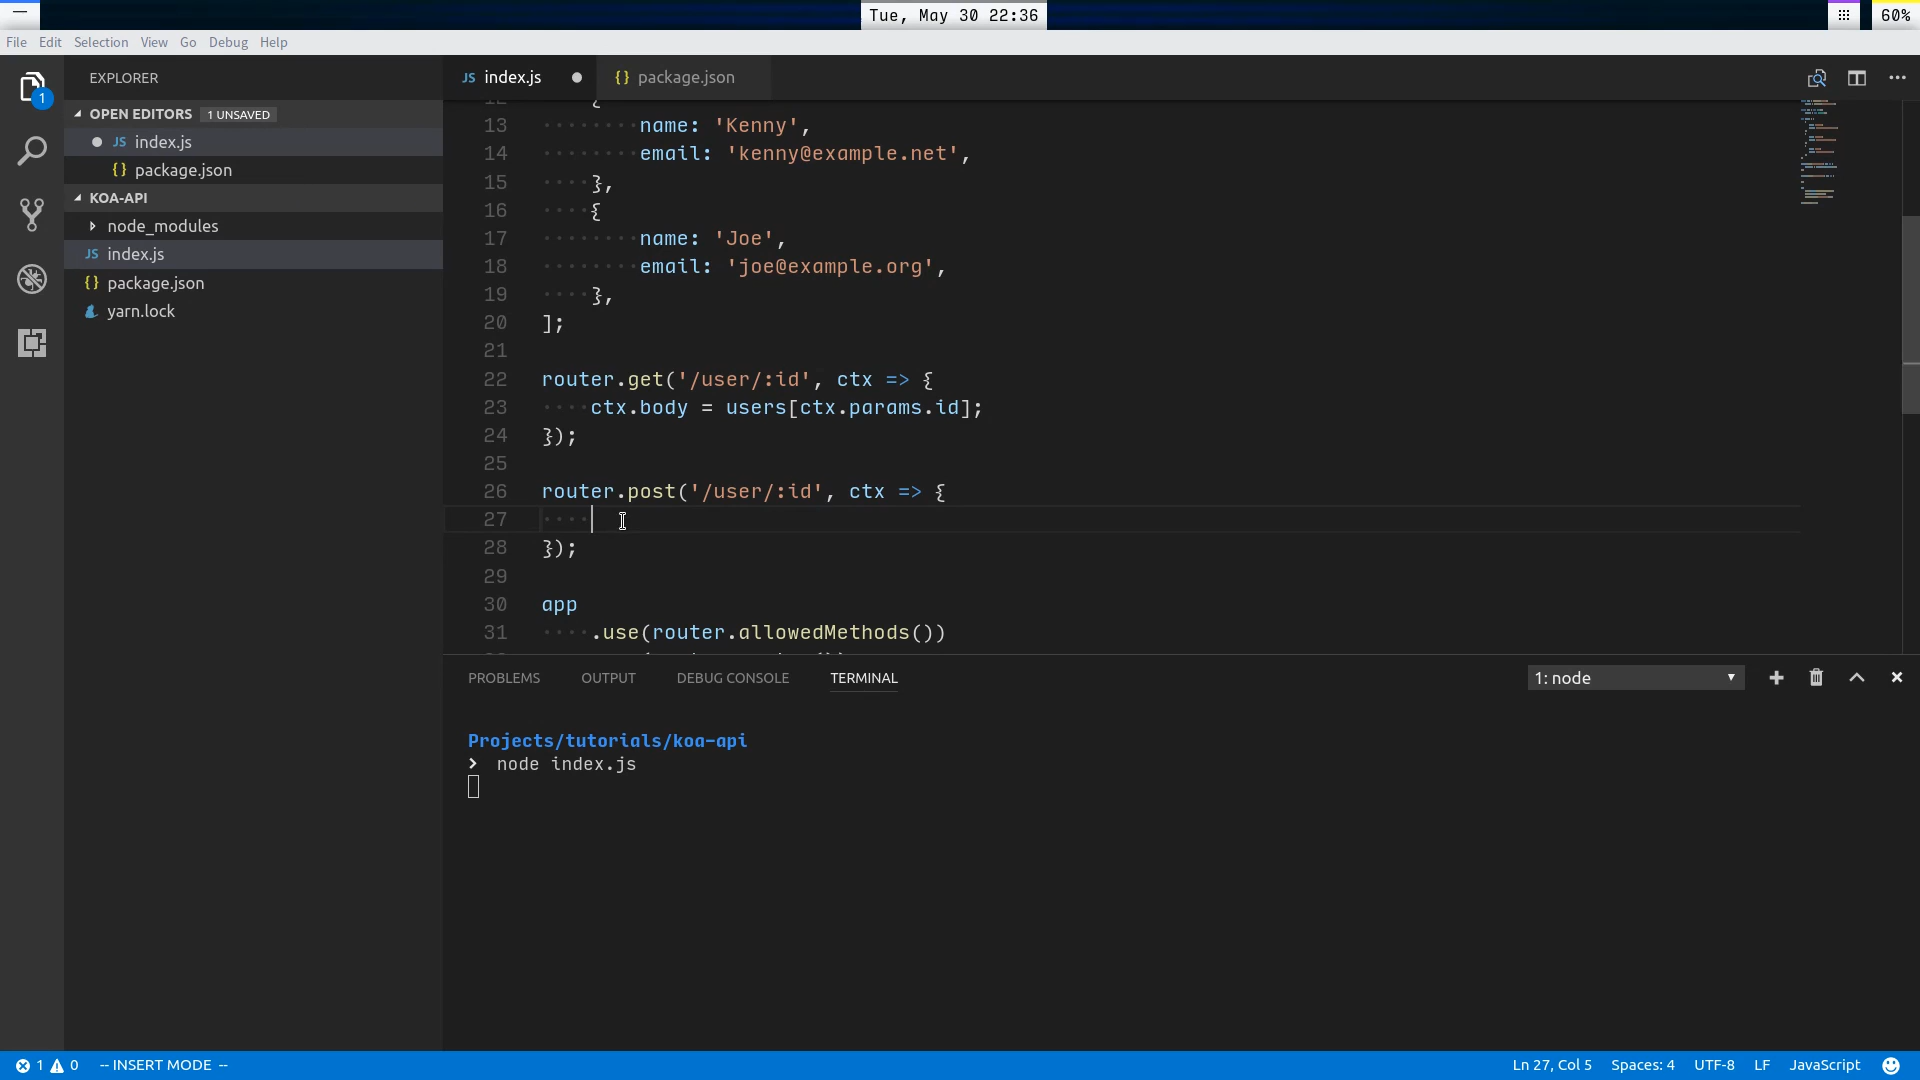 Tue, May 30 22:36
60%
File Edit Selection View Go Debug Help
EXPLORER
OPEN EDITORS 1 UNSAVED
JS index.js
{} package.json
KOA-API
node_modules
JS index.js
{} package.json
yarn.lock
1
JS index.js
{} package.json
12 {
13 name: 'Kenny',
14 email: 'kenny@example.net',
15 },
16 {
17 name: 'Joe',
18 email: 'joe@example.org',
19 },
20 ];
21
22 router.get('/user/:id', ctx => {
23 ctx.body = users[ctx.params.id];
24 });
25
26 router.post('/user/:id', ctx => {
27
28 });
29
30 app
31 .use(router.allowedMethods())
PROBLEMS OUTPUT DEBUG CONSOLE TERMINAL 1: node
Projects/tutorials/koa-api
❯ node index.js
1 0 -- INSERT MODE -- Ln 27, Col 5 Spaces: 4 UTF-8 LF JavaScript